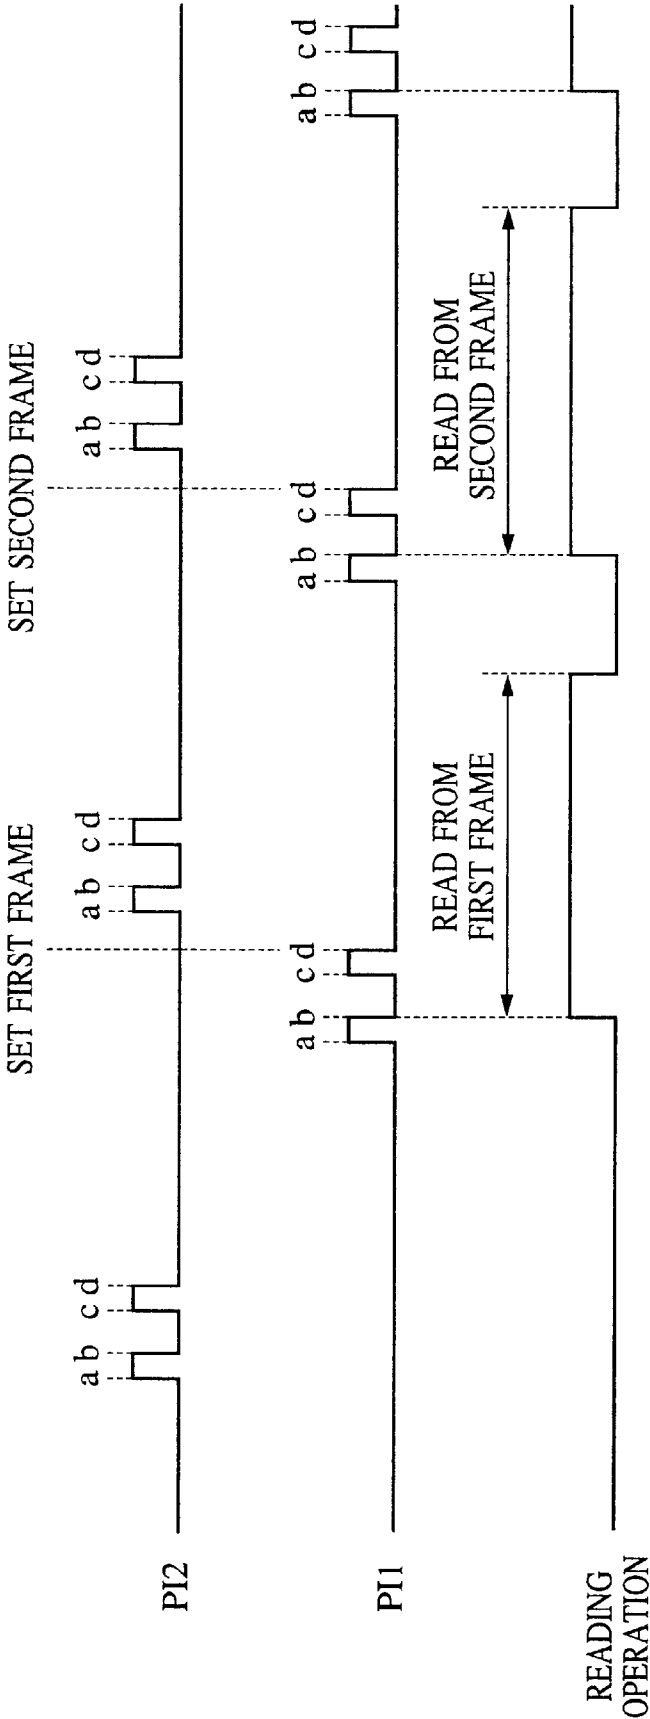 SET FIRST FRAME
SET SECOND FRAME
a b c d
a b c d
a b c d
PI2
a b c d
a b c d
a b c d
PI1
READ FROM
FIRST FRAME
READ FROM
SECOND FRAME
READING
OPERATION